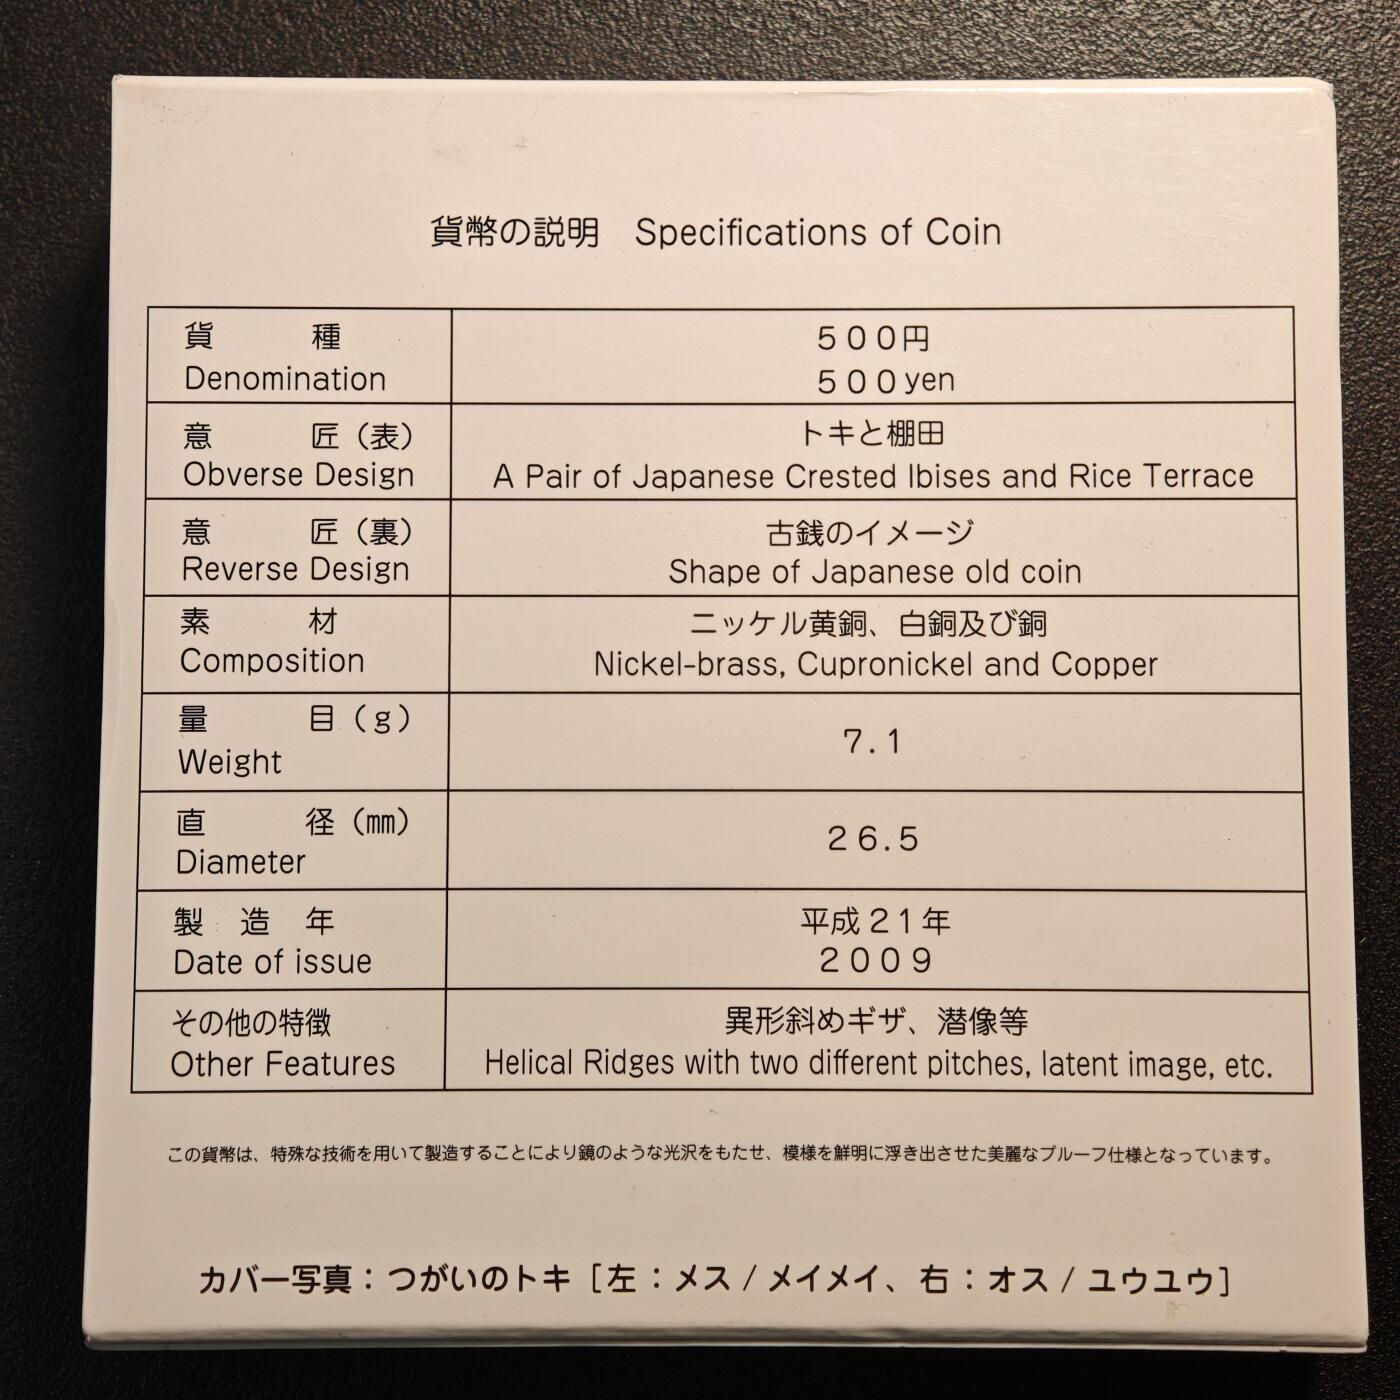 貨幣の説明 Specifications of Coin
貨 種
Denomination
500円
500yen
意 匠(表)
Obverse Design
トキと棚田
A Pair of Japanese Crested Ibises and Rice Terrace
意 匠(裏)
Reverse Design
古銭のイメージ
Shape of Japanese old coin
素 材
Composition
ニッケル黄銅、白銅及び銅
Nickel-brass, Cupronickel and Copper
量 目(g)
Weight
7.1
直 径(㎜)
Diameter
26.5
製 造 年
Date of issue
平成21年
2009
その他の特徴
Other Features
異形斜めギザ、潜像等
Helical Ridges with two different pitches, latent image, etc.
この貨幣は、特殊な技術を用いて製造することにより鏡のような光沢をもたせ、模様を鮮明に浮き出させた美麗なプルーフ仕様となっています。
カバー写真:つがいのトキ[左:メス/メイメイ、右:オス/ユウユウ]